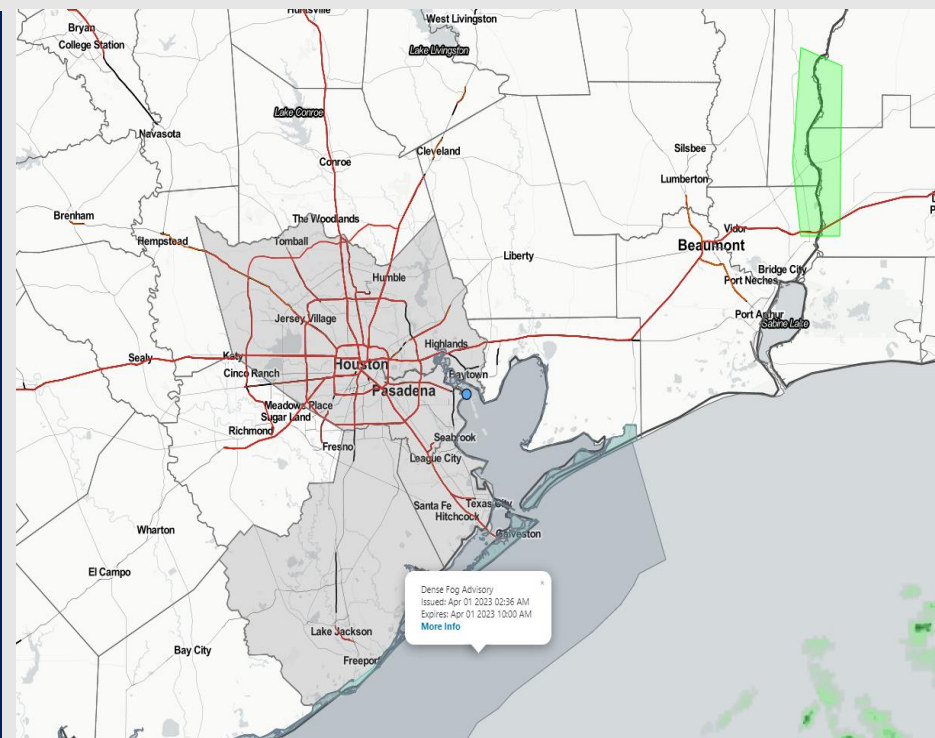 Huntsville
West Livingston
Bryan
College Station
Lake Livingston
Lake Conroe
Navasota
Cleveland
Conroe
Silsbee
Lumberton
Brenham
The Woodlands
Hempstead
Tomball
Vidor
Beaumont
Liberty
Humble
Bridge City
Port Neches
Jersey Village
Port Arthur
Sabine Lake
Highlands
Sealy
Katy
Houston
Cinco Ranch
Baytown
Pasadena
Meadows Place
Sugar Land
Richmond
Seabrook
Fresno
League City
Santa Fe
Texas City
Hitchcock
Wharton
Galveston
El Campo
Dense Fog Advisory
Issued: Apr 01 2023 02:36 AM
Expires: Apr 01 2023 10:00 AM
More Info
Lake Jackson
Bay City
Freeport